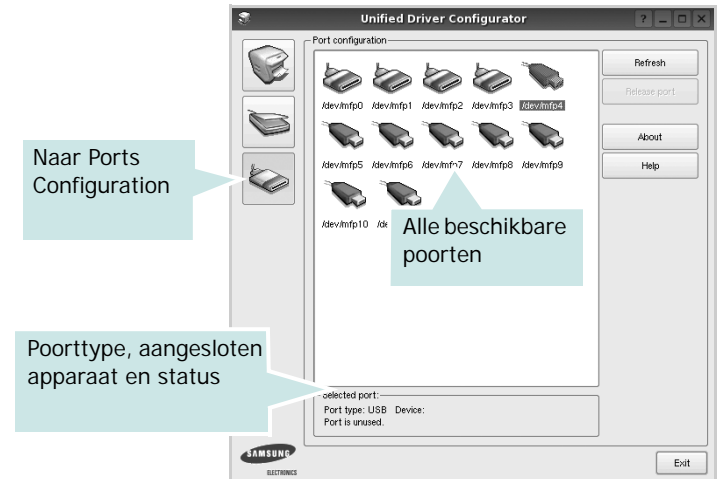 Unified Driver Configurator
Port configuration
Refresh
/dev/mfp0 /dev/mfp1 /dev/mfp2 /dev/mfp3 /dev/mfp4
Release port
About
/dev/mfp5 /dev/mfp6 /dev/mfp7 /dev/mfp8 /dev/mfp9
Help
Naar Ports
Configuration
/dev/mfp10
Alle beschikbare
poorten
Poorttype, aangesloten
apparaat en status
Selected port:
Port type: USB Device:
Port is unused.
SAMSUNG
ELECTRONICS
Exit